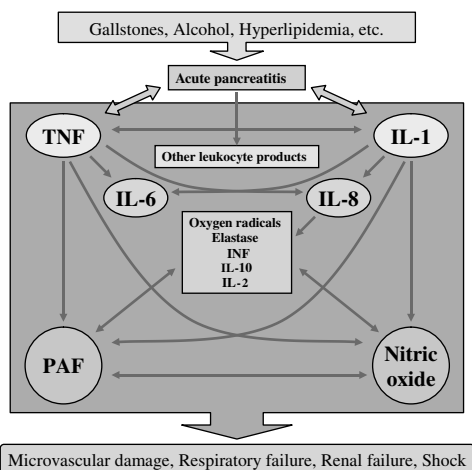 Gallstones, Alcohol, Hyperlipidemia, etc.
Acute pancreatitis
TNF
IL-1
Other leukocyte products
IL-6
IL-8
Oxygen radicals
Elastase
INF
IL-10
IL-2
PAF
Nitric
oxide
Microvascular damage, Respiratory failure, Renal failure, Shock